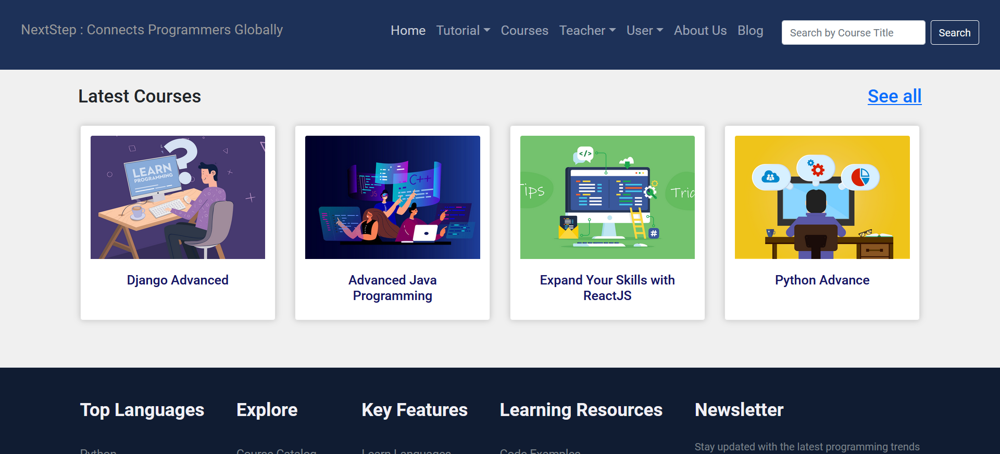 NextStep : Connects Programmers Globally
Home Tutorial Courses Teacher User About Us Blog
Search by Course Title
Search
Latest Courses
See all
LEARN
PROGRAMMING
?
JS
C++
</>
Tips
Tric
#
Django Advanced
Advanced Java
Programming
Expand Your Skills with
ReactJS
Python Advance
Top Languages
Explore
Key Features
Learning Resources
Newsletter
Python
Course Catalog
Learn Languages
Code Examples
Stay updated with the latest programming trends